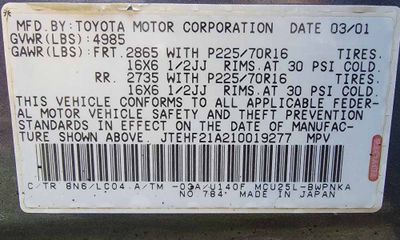 MFD. BY: TOYOTA MOTOR CORPORATION DATE 03/01
GVWR(LBS): 4985
GAWR(LBS): FRT. 2865 WITH P225/70R16 TIRES.
16X6 1/2JJ RIMS. AT 30 PSI COLD.
RR. 2735 WITH P225/70R16 TIRES.
16X6 1/2JJ RIMS. AT 30 PSI COLD.
THIS VEHICLE CONFORMS TO ALL APPLICABLE FEDER-
AL MOTOR VEHICLE SAFETY AND THEFT PREVENTION
STANDARDS IN EFFECT ON THE DATE OF MANUFAC-
TURE SHOWN ABOVE. JTEHF21A210019277 MPV
C/TR 8N6/LC04 A/TM -03A/U140F MCU25L-BWPNKA
NO. 784 MADE IN JAPAN